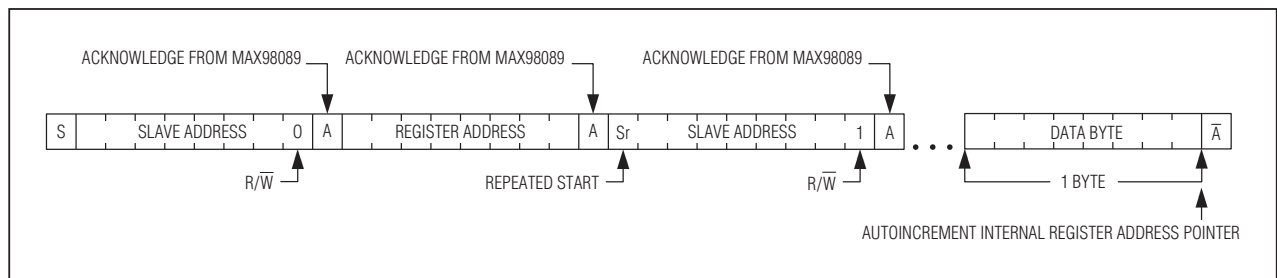 ACKNOWLEDGE FROM MAX98089 ACKNOWLEDGE FROM MAX98089 ACKNOWLEDGE FROM MAX98089
S SLAVE ADDRESS 0 A REGISTER ADDRESS A Sr SLAVE ADDRESS 1 A DATA BYTE A̅
R/W̅ REPEATED START R/W̅ 1 BYTE
AUTOINCREMENT INTERNAL REGISTER ADDRESS POINTER